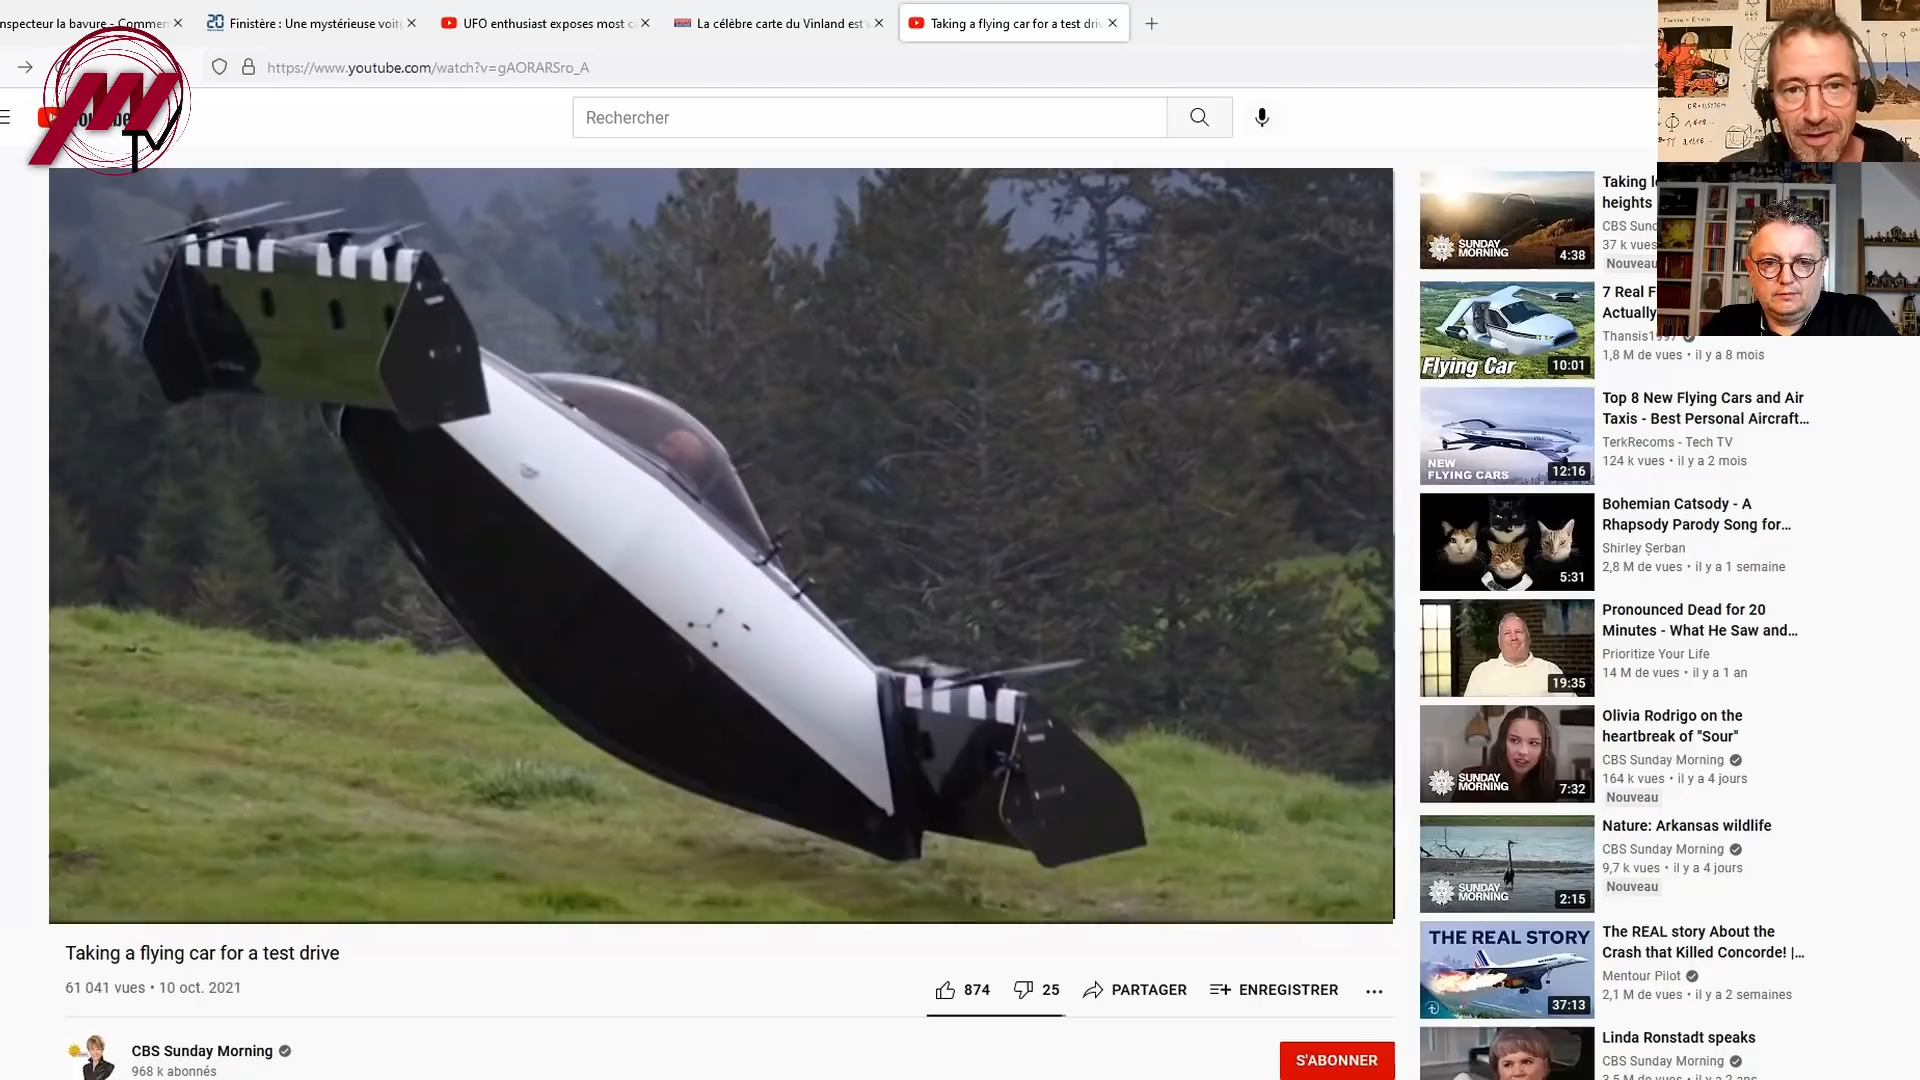 nspecteur la bavure - Commen
Finistère : Une mystérieuse voit
UFO enthusiast exposes most c
La célèbre carte du Vinland est
Taking a flying car for a test driv
https://www.youtube.com/watch?v=gAORARSro_A
TV
Rechercher
SUNDAY MORNING
4:38
Taking l
heights
CBS Sund
37 k vues
Nouveau
Flying Car
10:01
7 Real F
Actually
Thansis1997
1,8 M de vues • il y a 8 mois
NEW
FLYING CARS
12:16
Top 8 New Flying Cars and Air
Taxis - Best Personal Aircraft...
TerkRecoms - Tech TV
124 k vues • il y a 2 mois
5:31
Bohemian Catsody - A
Rhapsody Parody Song for...
Shirley Șerban
2,8 M de vues • il y a 1 semaine
19:35
Pronounced Dead for 20
Minutes - What He Saw and...
Prioritize Your Life
14 M de vues • il y a 1 an
SUNDAY MORNING
7:32
Olivia Rodrigo on the
heartbreak of "Sour"
CBS Sunday Morning
164 k vues • il y a 4 jours
Nouveau
SUNDAY MORNING
2:15
Nature: Arkansas wildlife
CBS Sunday Morning
9,7 k vues • il y a 4 jours
Nouveau
THE REAL STORY
37:13
The REAL story About the
Crash that Killed Concorde! |...
Mentour Pilot
2,1 M de vues • il y a 2 semaines
Linda Ronstadt speaks
CBS Sunday Morning
Taking a flying car for a test drive
61 041 vues • 10 oct. 2021
874
25
PARTAGER
ENREGISTRER
CBS Sunday Morning
968 k abonnés
S'ABONNER